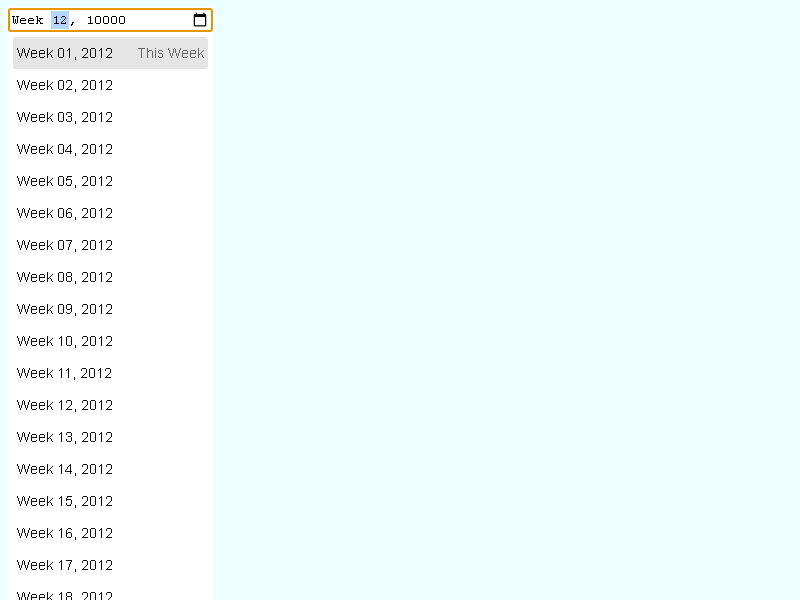 Week 12, 10000
Week 01, 2012 This Week
Week 02, 2012
Week 03, 2012
Week 04, 2012
Week 05, 2012
Week 06, 2012
Week 07, 2012
Week 08, 2012
Week 09, 2012
Week 10, 2012
Week 11, 2012
Week 12, 2012
Week 13, 2012
Week 14, 2012
Week 15, 2012
Week 16, 2012
Week 17, 2012
Week 18, 2012